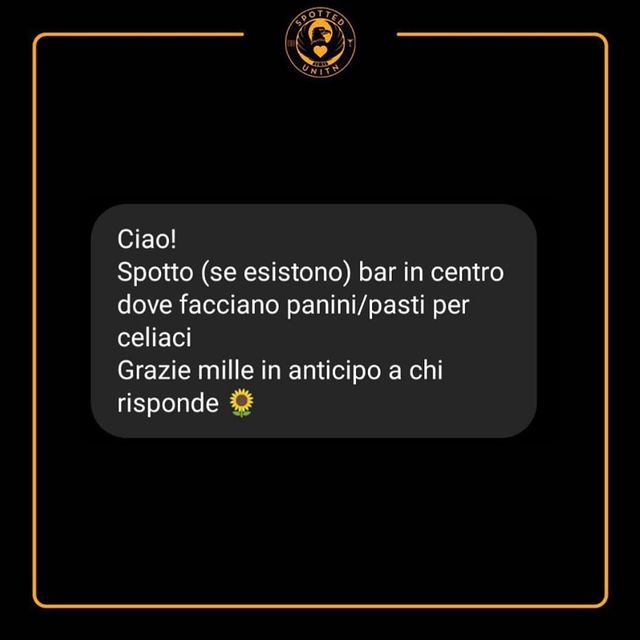 SPOTTED
UNITN
Ciao!
Spotto (se esistono) bar in centro
dove facciano panini/pasti per
celiaci
Grazie mille in anticipo a chi
risponde 🌻